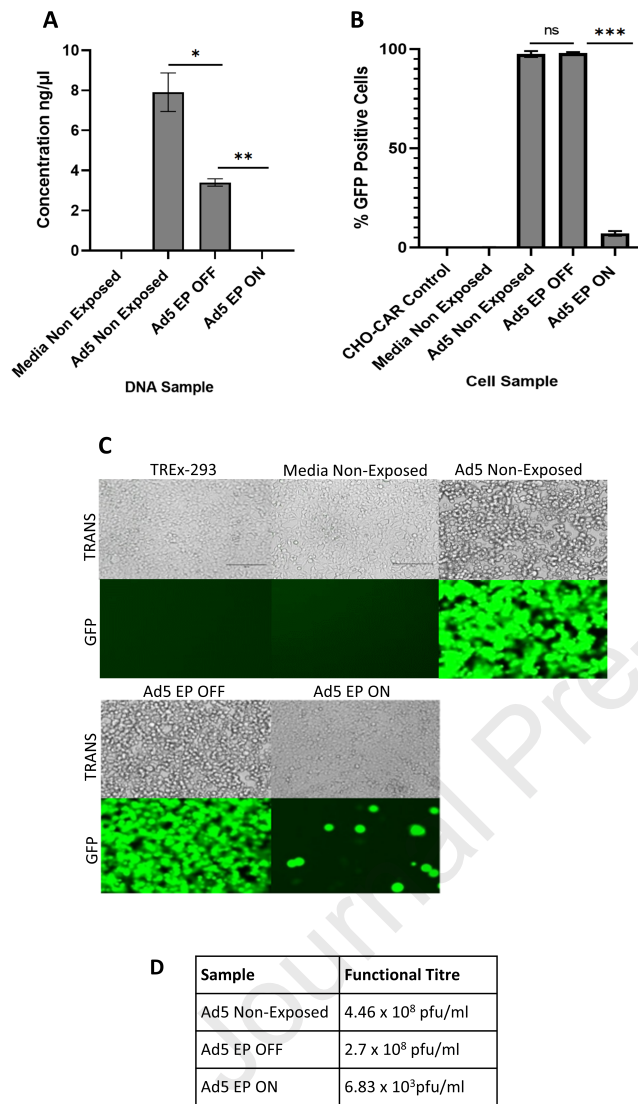 A
*
**
Concentration ng/µl
10
8
6
4
2
0
Media Non Exposed
Ad5 Non Exposed
Ad5 EP OFF
Ad5 EP ON
DNA Sample
B
ns
***
% GFP Positive Cells
100
50
0
CHO-CAR Control
Media Non Exposed
Ad5 Non Exposed
Ad5 EP OFF
Ad5 EP ON
Cell Sample
C
TREx-293
Media Non-Exposed
Ad5 Non-Exposed
TRANS
GFP
Ad5 EP OFF
Ad5 EP ON
TRANS
GFP
D
Sample Functional Titre
Ad5 Non-Exposed 4.46 x 10⁸ pfu/ml
Ad5 EP OFF 2.7 x 10⁸ pfu/ml
Ad5 EP ON 6.83 x 10³pfu/ml
Journal Pre-